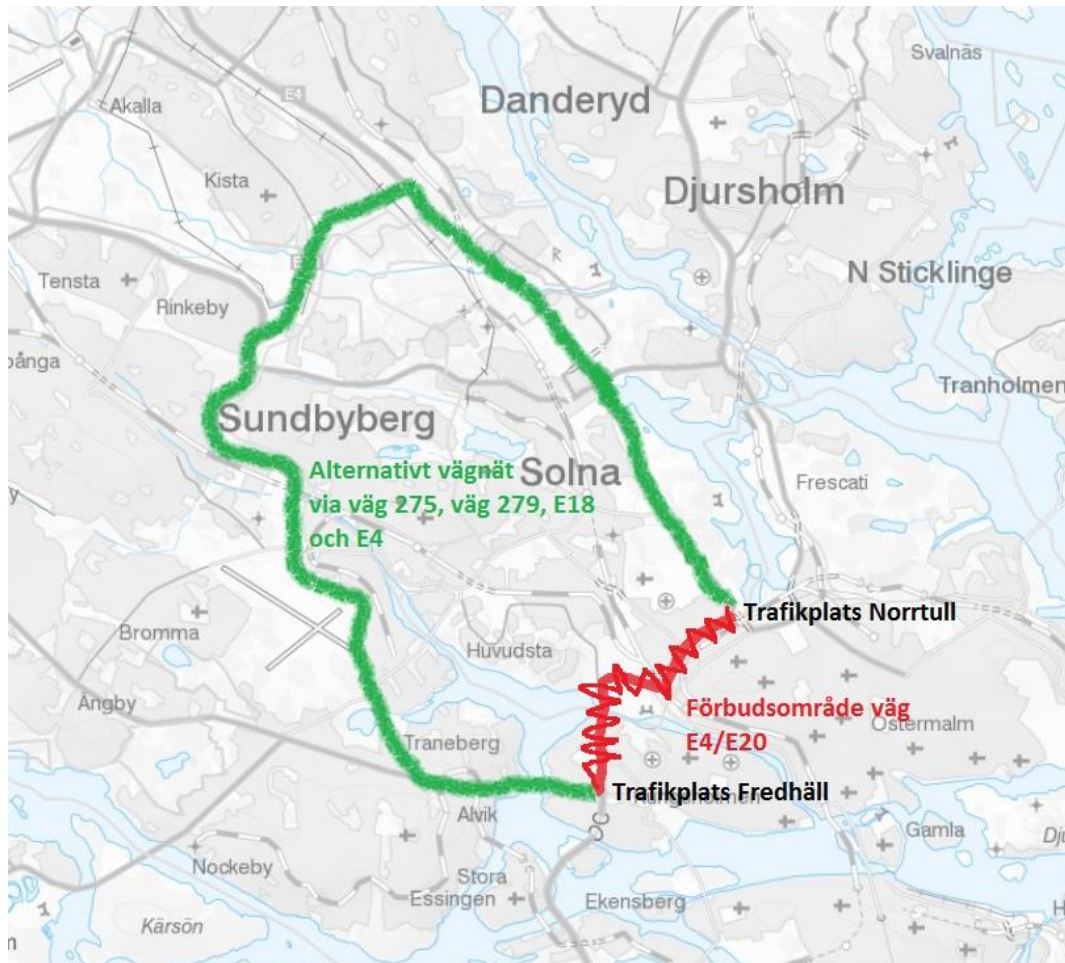 Svalnäs
E4
Danderyd
Akalla
Kista
Djursholm
N Sticklinge
Tensta
Rinkeby
ånga
Tranholmen
Sundbyberg
Alternativt vägnät
via väg 275, väg 279, E18
och E4
Solna
Frescati
Trafikplats Norrtull
Bromma
Huvudsta
Ängby
Förbudsområde väg
E4/E20
Östermalm
Traneberg
Trafikplats Fredhäll
Alvik
Gamla
Nockeby
Stora
Essingen
Ekensberg
Kärsön